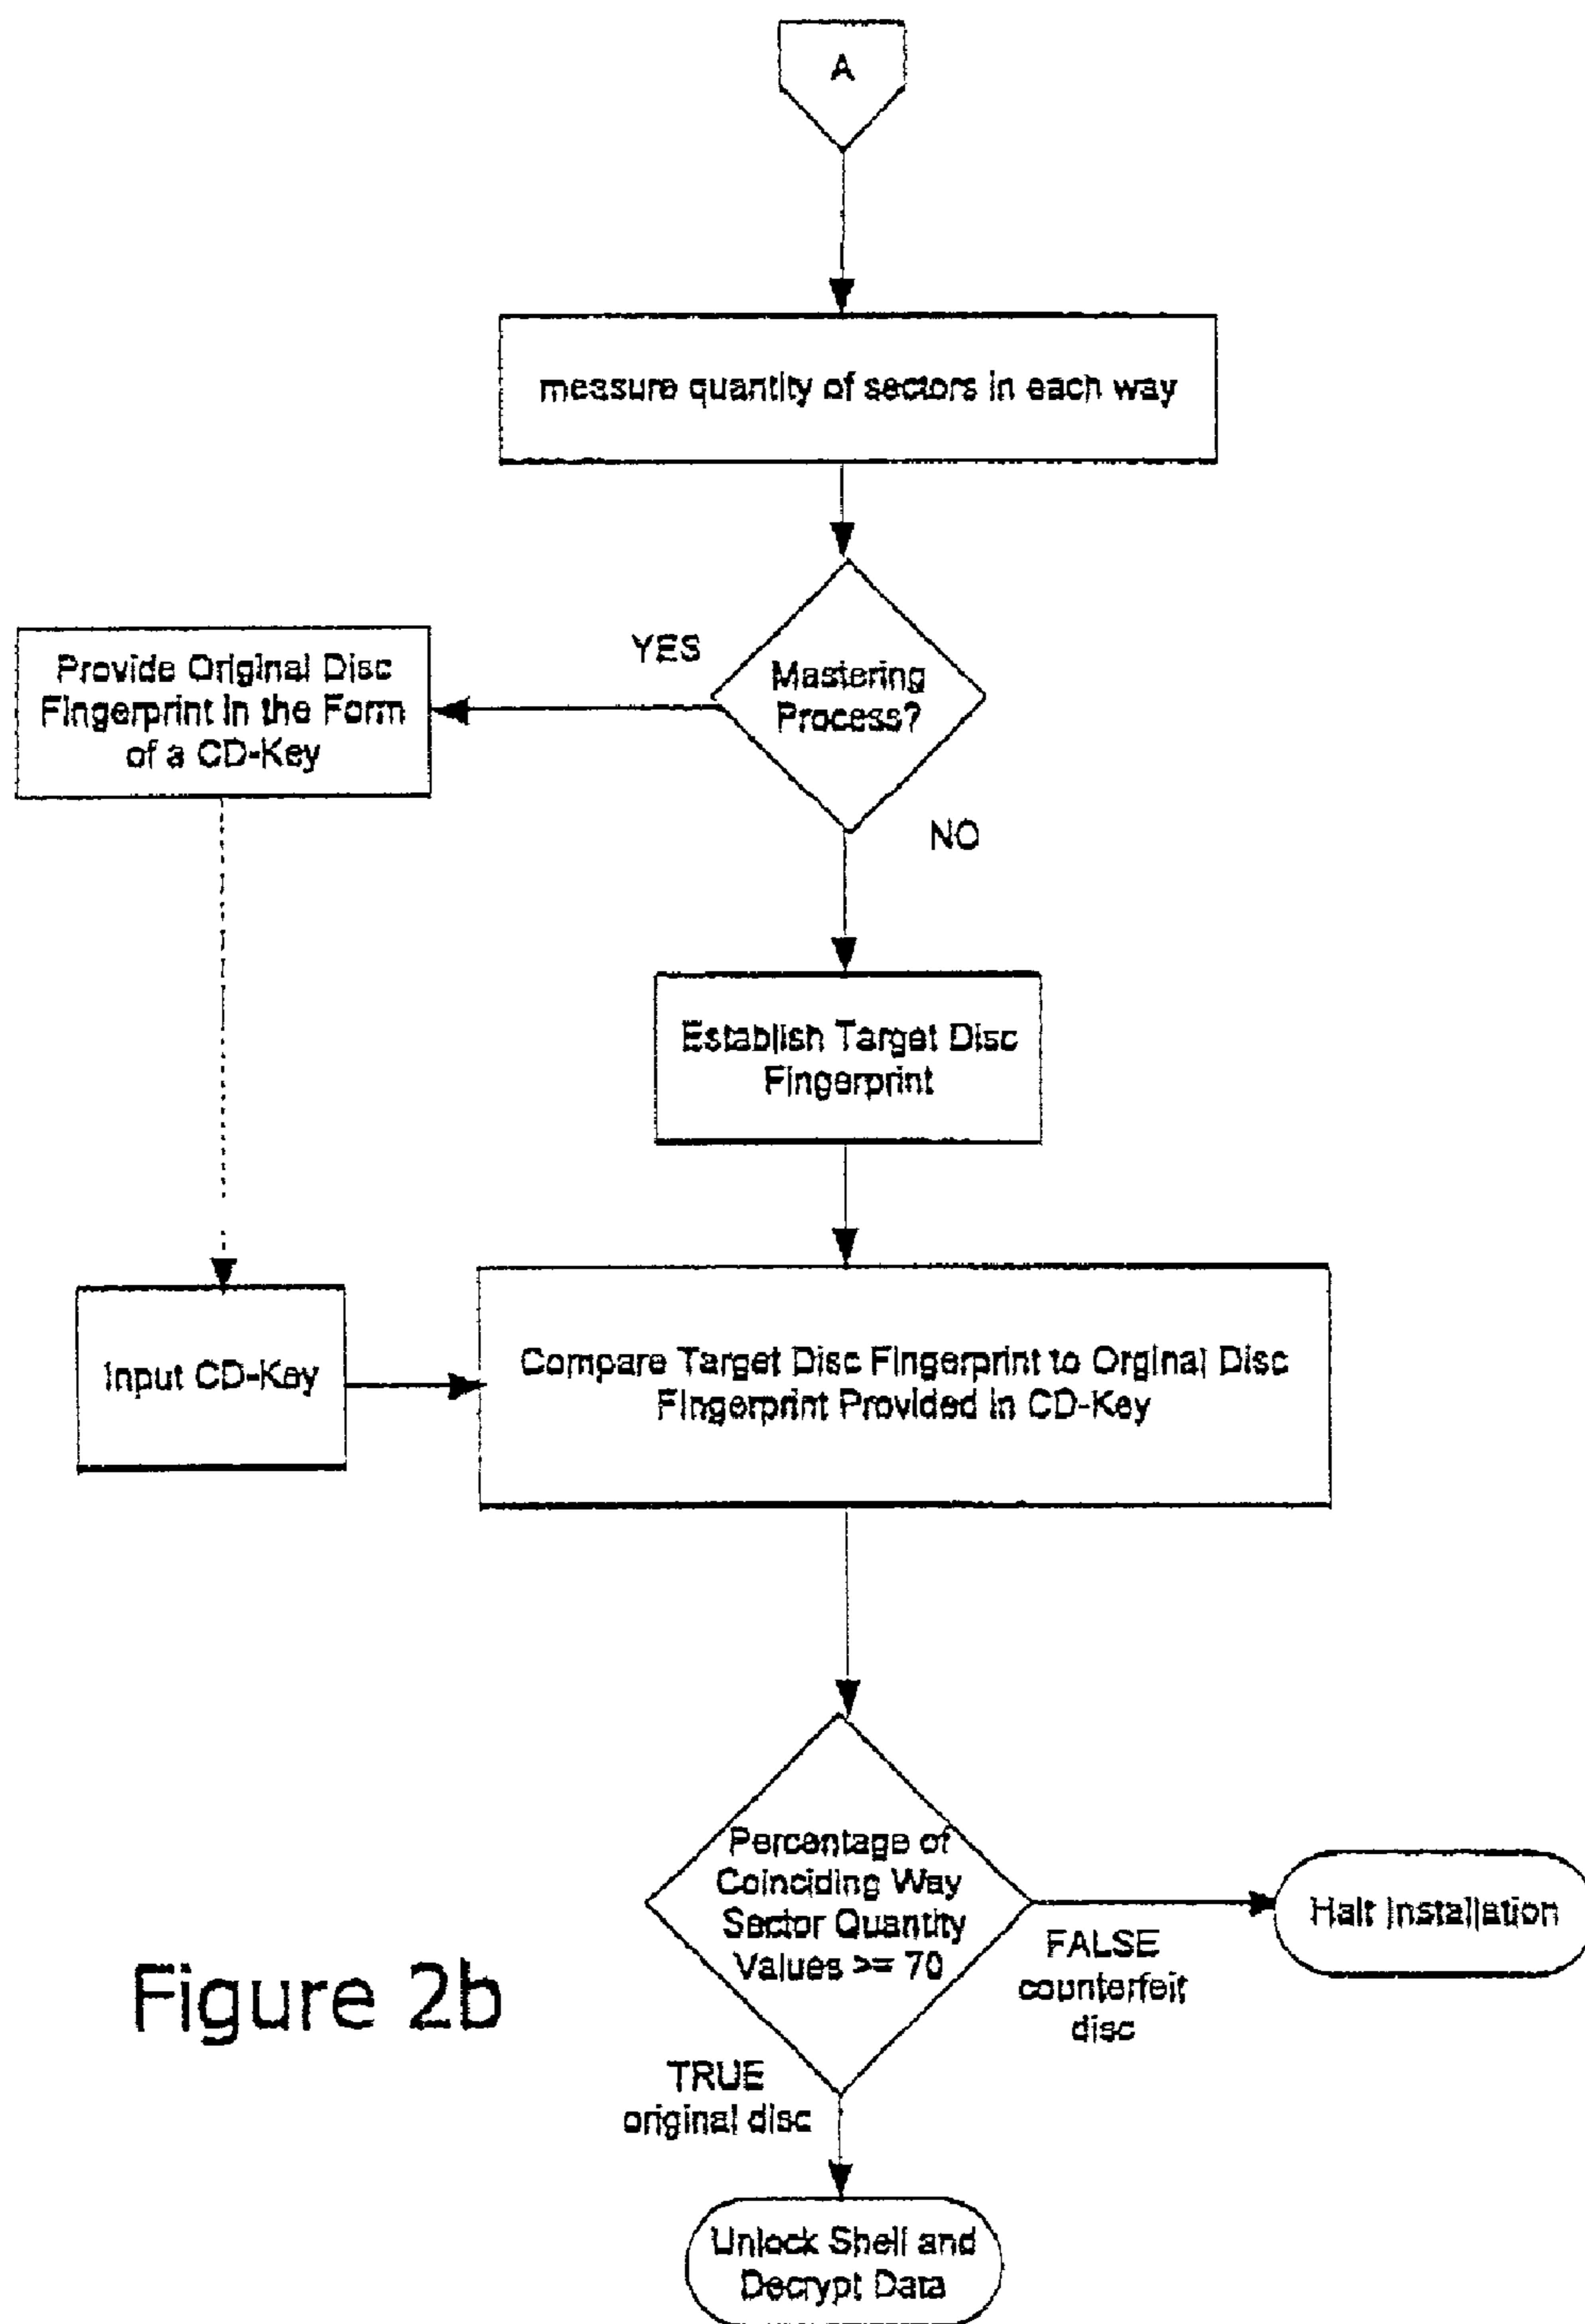 A
measure quantity of sectors in each way
YES
Mastering
Process?
Provide Original Disc
Fingerprint in the Form
of a CD-Key
NO
Establish Target Disc
Fingerprint
Input CD-Key
Compare Target Disc Fingerprint to Orginal Disc
Fingerprint Provided in CD-Key
Percentage of
Coinciding Way
Sector Quantity
Values >= 70
Halt Installation
FALSE
counterfeit
disc
Figure 2b
TRUE
original disc
Unlock Shell and
Decrypt Data